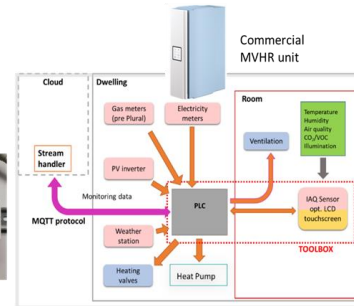 Commercial
MVHR unit
Cloud
Dwelling
Room
Gas meters
(pre Plural)
Electricity
meters
Temperature
Humidity
Air quality
CO₂/VOC
Illumination
Stream
handler
Ventilation
PV inverter
Monitoring data
PLC
IAQ Sensor
opt. LCD
touchscreen
MQTT protocol
Weather
station
TOOLBOX
Heating
valves
Heat Pump